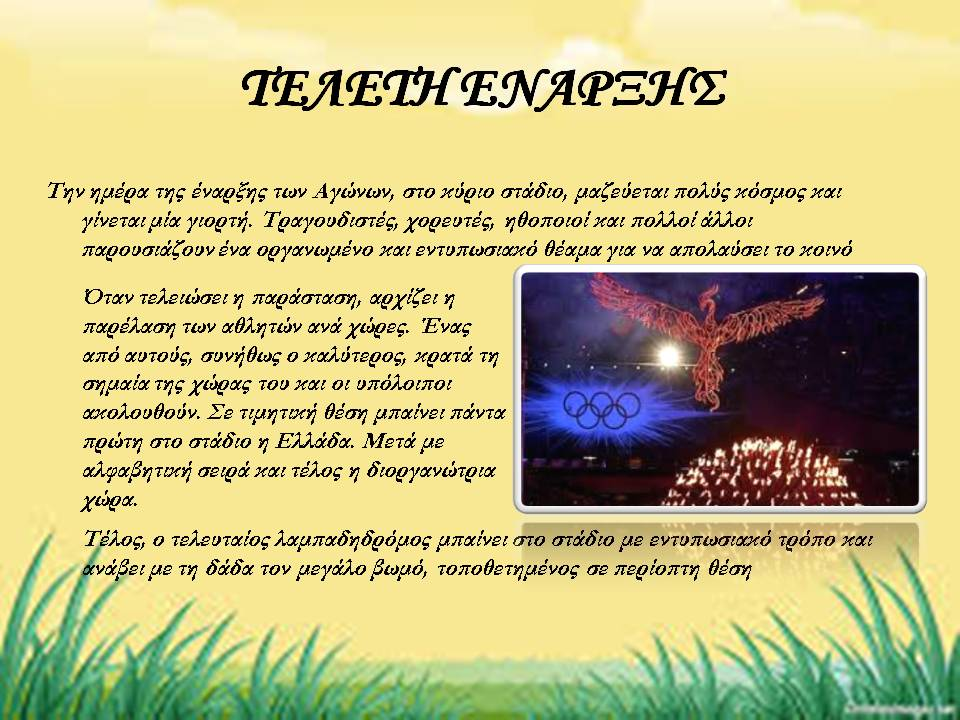 ΤΕΛΕΤΗ ΕΝΑΡΞΗΣ
Την ημέρα της έναρξης των Αγώνων, στο κύριο στάδιο, μαζεύεται πολύς κόσμος και
γίνεται μία γιορτή. Τραγουδιστές, χορευτές, ηθοποιοί και πολλοί άλλοι
παρουσιάζουν ένα οργανωμένο και εντυπωσιακό θέαμα για να απολαύσει το κοινό
Όταν τελειώσει η παράσταση, αρχίζει η
παρέλαση των αθλητών ανά χώρες. Ένας
από αυτούς, συνήθως ο καλύτερος, κρατά τη
σημαία της χώρας του και οι υπόλοιποι
ακολουθούν. Σε τιμητική θέση μπαίνει πάντα
πρώτη στο στάδιο η Ελλάδα. Μετά με
αλφαβητική σειρά και τέλος η διοργανώτρια
χώρα.
Τέλος, ο τελευταίος λαμπαδηδρόμος μπαίνει στο στάδιο με εντυπωσιακό τρόπο και
ανάβει με τη δάδα τον μεγάλο βωμό, τοποθετημένος σε περίοπτη θέση